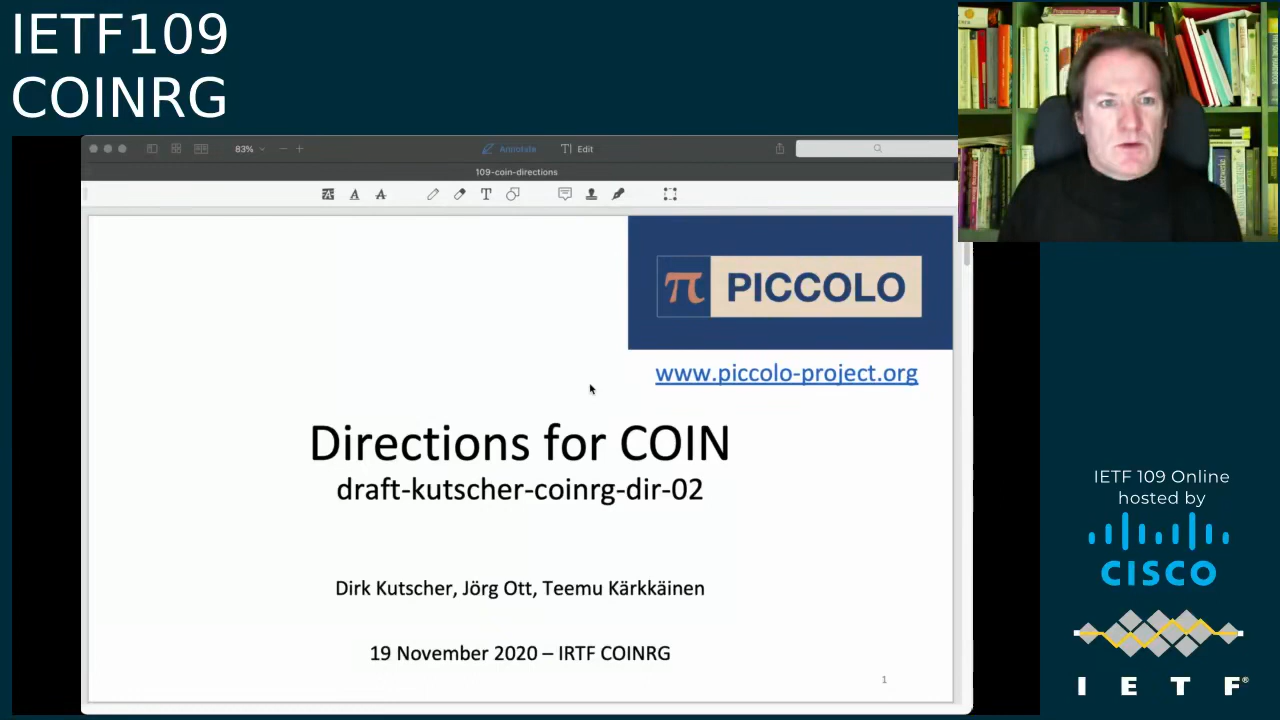 IETF109
COINRG
83%
Annotate
Edit
109-coin-directions
π PICCOLO
www.piccolo-project.org
Directions for COIN
draft-kutscher-coinrg-dir-02
Dirk Kutscher, Jörg Ott, Teemu Kärkkäinen
19 November 2020 – IRTF COINRG
1
IETF 109 Online
hosted by
CISCO
I E T F®